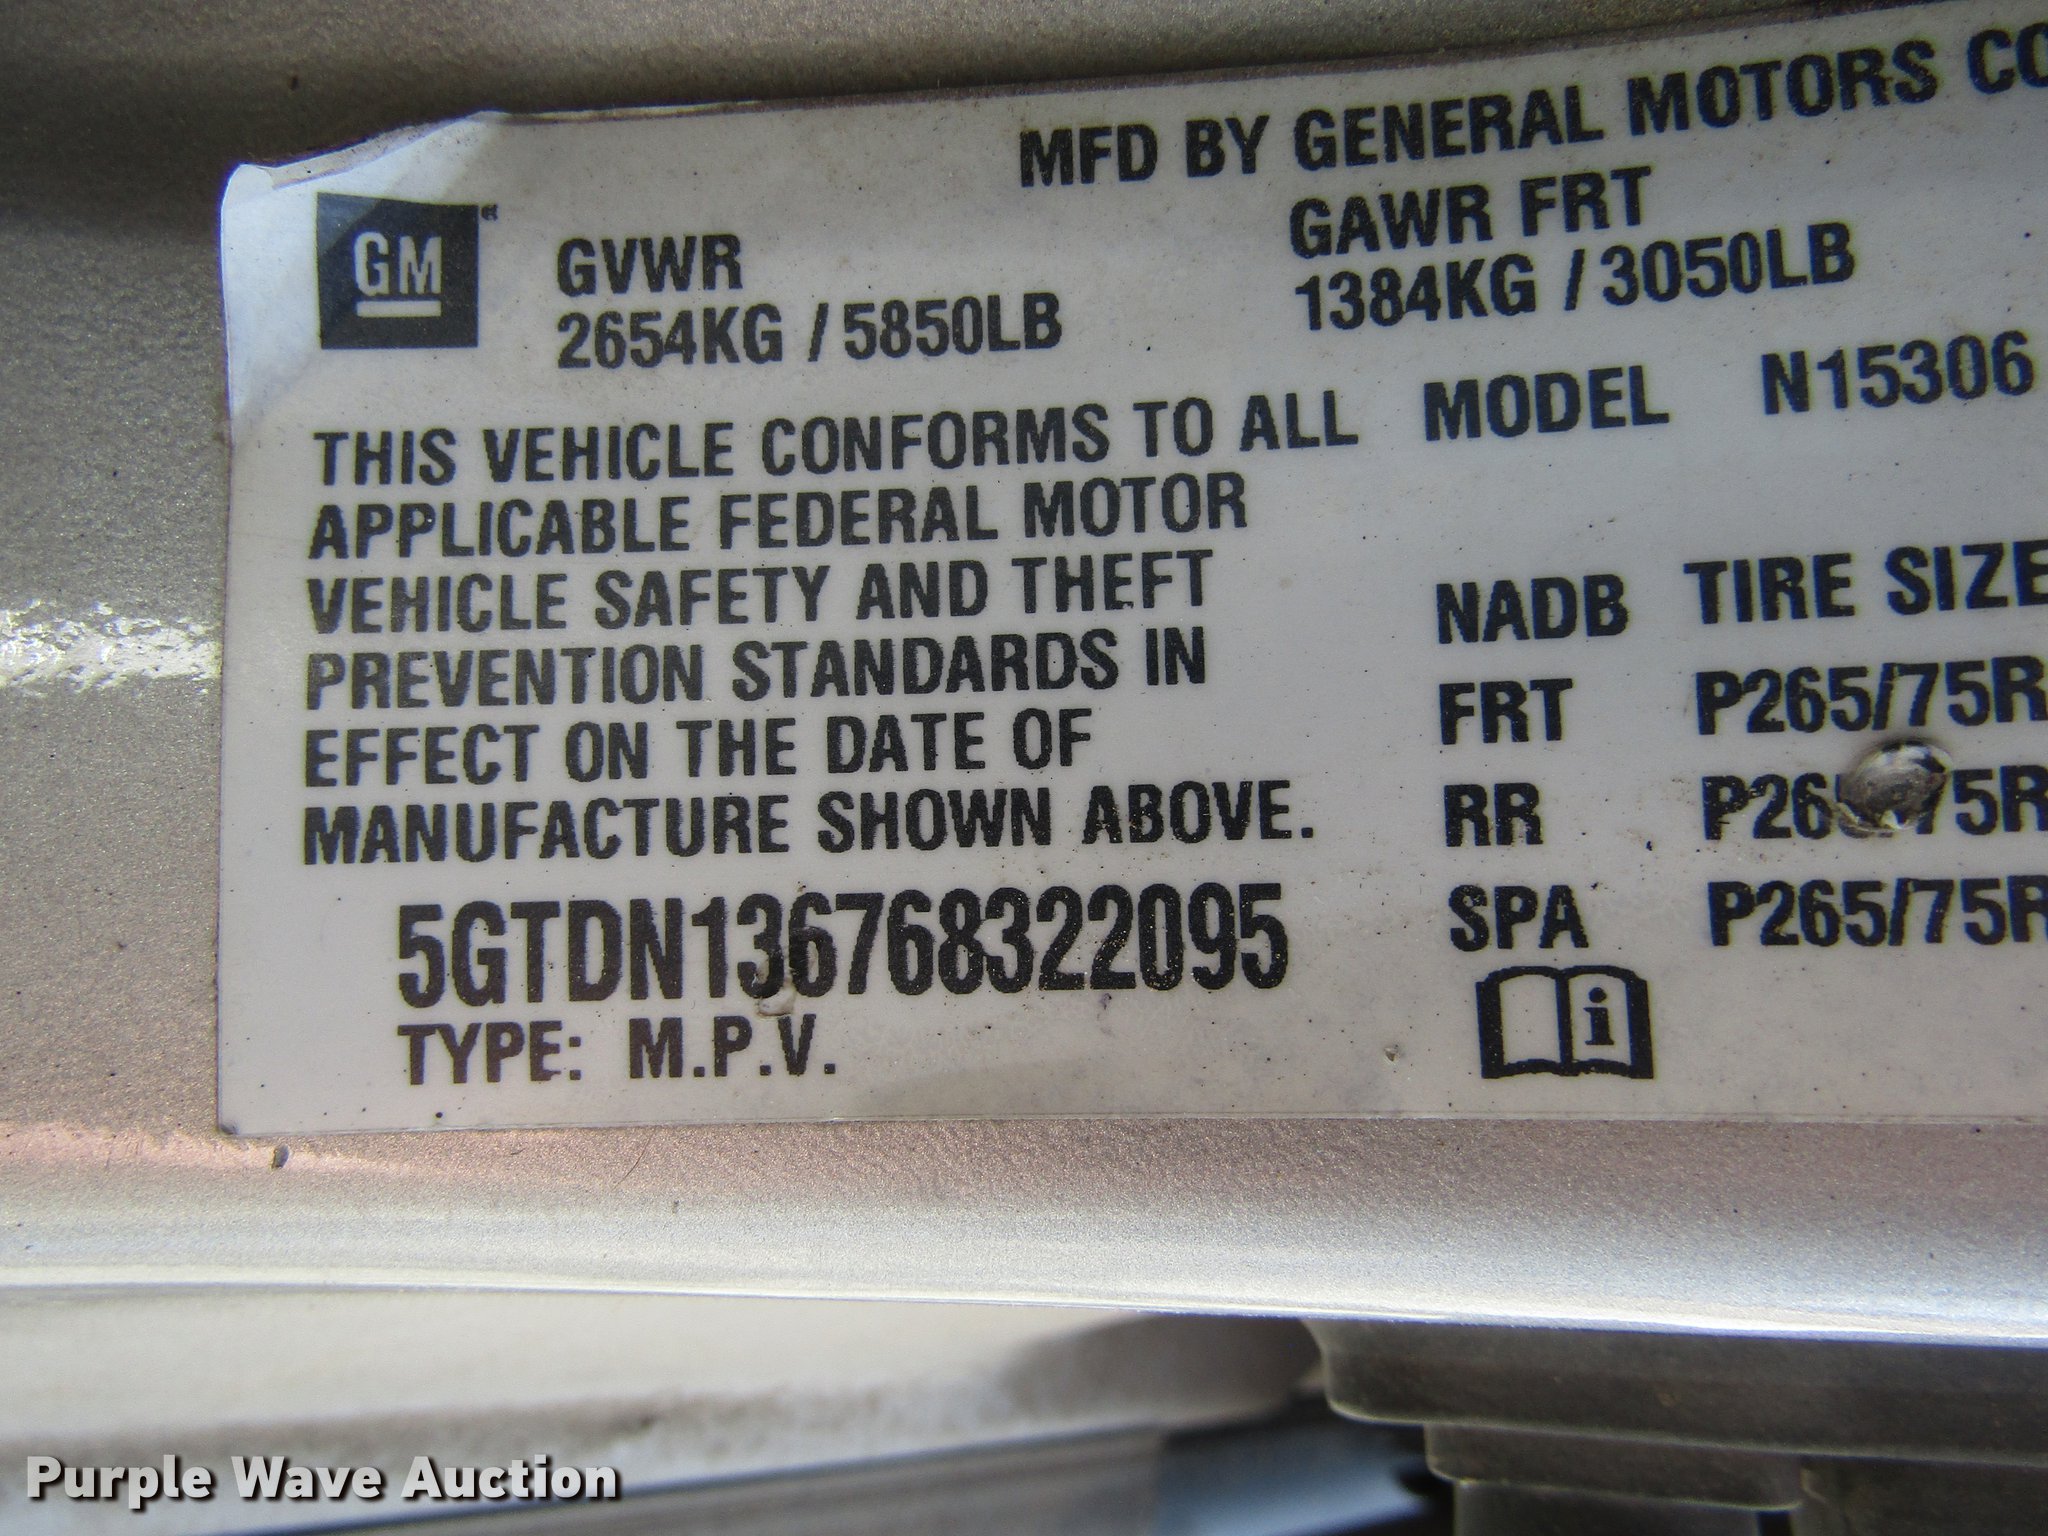 MFD BY GENERAL MOTORS CO
GM®
GVWR
2654KG / 5850LB
GAWR FRT
1384KG / 3050LB
THIS VEHICLE CONFORMS TO ALL
APPLICABLE FEDERAL MOTOR
VEHICLE SAFETY AND THEFT
PREVENTION STANDARDS IN
EFFECT ON THE DATE OF
MANUFACTURE SHOWN ABOVE.
MODEL N15306
NADB TIRE SIZE
FRT P265/75R
RR P265/75R
SPA P265/75R
5GTDN136768322095
TYPE: M.P.V.
i
Purple Wave Auction